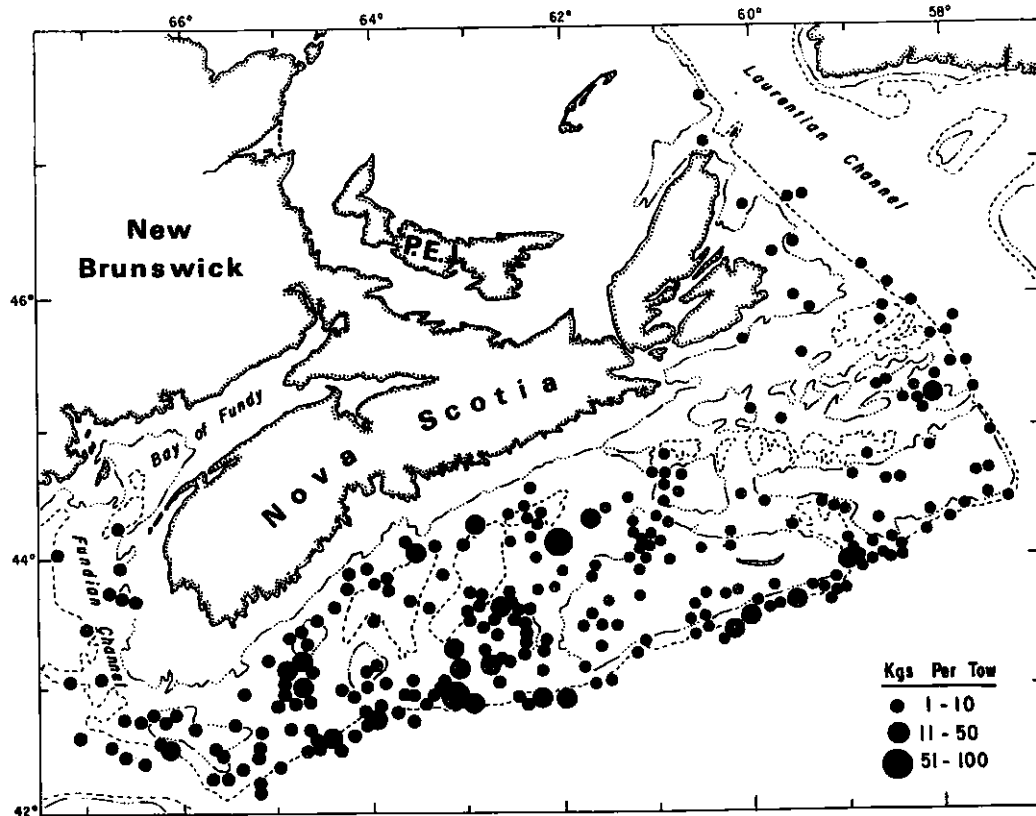 66° 64° 62° 60° 58°
Laurentian Channel
New
Brunswick
P.E.I.
46°
Bay of Fundy
Nova Scotia
44°
Fundian Channel
Kgs Per Tow
1 - 10
11 - 50
51 - 100
42°